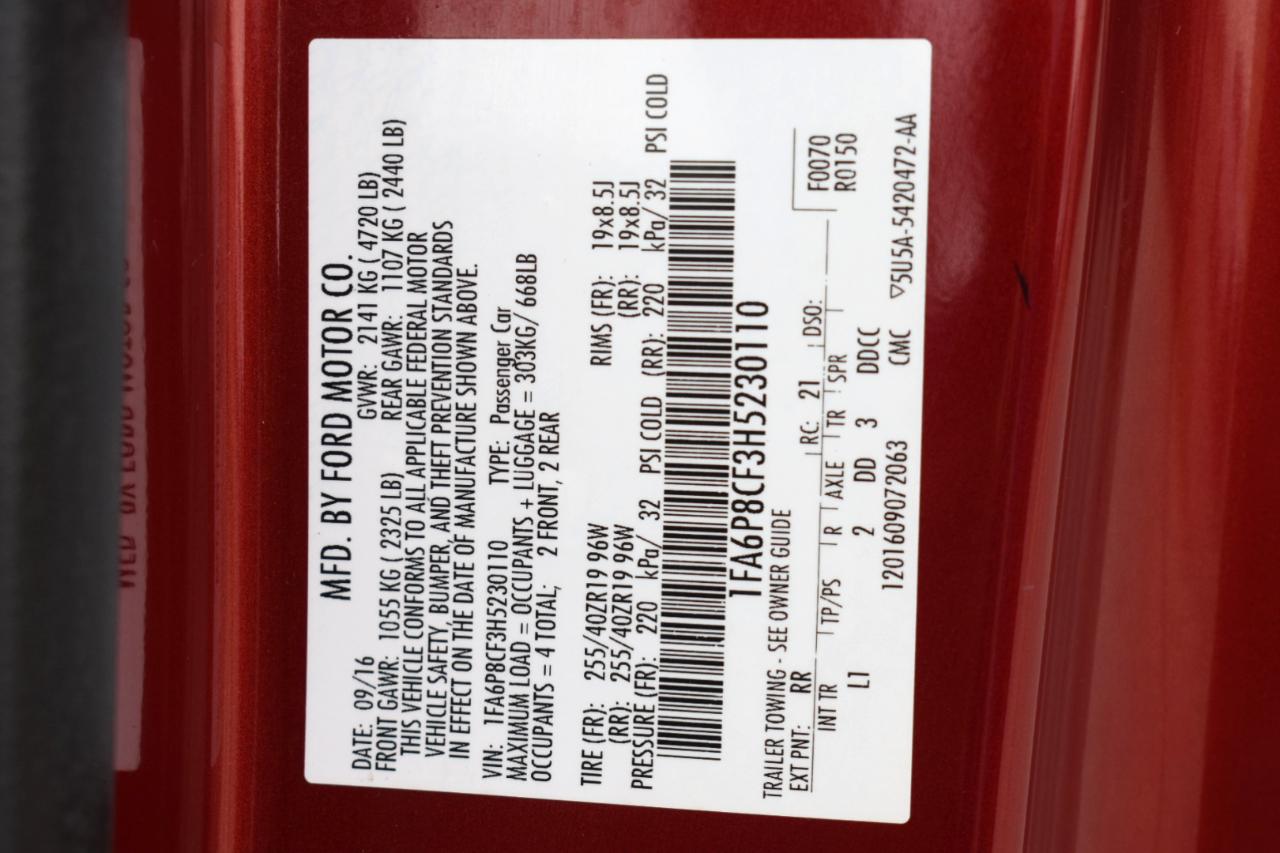 MFD. BY FORD MOTOR CO.
DATE: 09/16 GVWR: 2141 KG ( 4720 LB)
FRONT GAWR: 1055 KG ( 2325 LB) REAR GAWR: 1107 KG ( 2440 LB)
THIS VEHICLE CONFORMS TO ALL APPLICABLE FEDERAL MOTOR
VEHICLE SAFETY, BUMPER, AND THEFT PREVENTION STANDARDS
IN EFFECT ON THE DATE OF MANUFACTURE SHOWN ABOVE.
VIN: 1FA6P8CF3H5230110 TYPE: Passenger Car
MAXIMUM LOAD = OCCUPANTS + LUGGAGE = 303KG/ 668LB
OCCUPANTS = 4 TOTAL; 2 FRONT, 2 REAR
TIRE (FR): 255/40ZR19 96W RIMS (FR): 19x8.5J
(RR): 255/40ZR19 96W (RR): 19x8.5J
PRESSURE (FR): 220 kPa/ 32 PSI COLD (RR): 220 kPa/ 32 PSI COLD
1FA6P8CF3H5230110
TRAILER TOWING - SEE OWNER GUIDE
EXT PNT: RR RC: 21 DSO: F0070
INT TR TP/PS R AXLE TR SPR R0150
L1 2 DD 3 DDCC
1201609072063 CMC ▽5U5A-5420472-AA